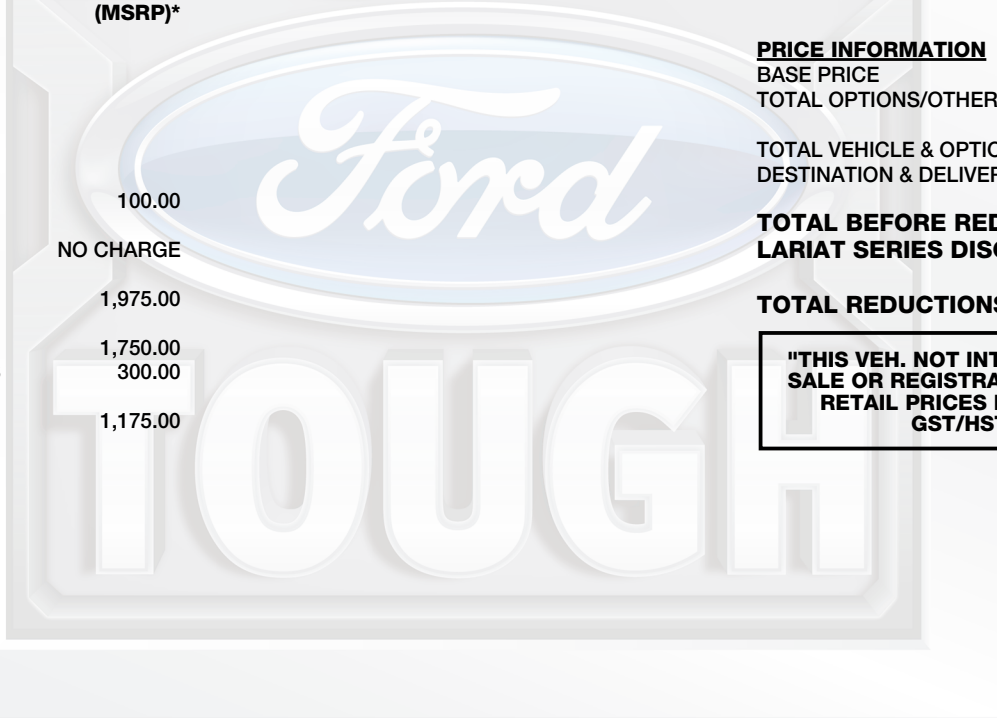 (MSRP)*
100.00
NO CHARGE
1,975.00
1,750.00
300.00
1,175.00
Ford
TOUGH
PRICE INFORMATION
BASE PRICE
TOTAL OPTIONS/OTHER
TOTAL VEHICLE & OPTIO
DESTINATION & DELIVER
TOTAL BEFORE RED
LARIAT SERIES DISC
TOTAL REDUCTIONS
"THIS VEH. NOT INT
SALE OR REGISTRA
RETAIL PRICES
GST/HST